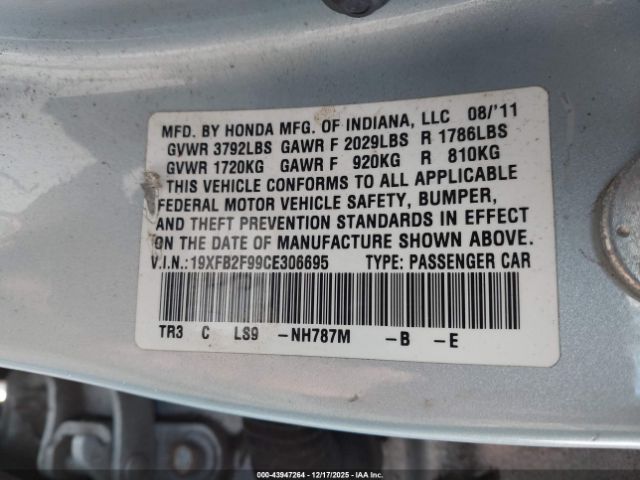 MFD. BY HONDA MFG. OF INDIANA, LLC 08/'11
GVWR 3792LBS GAWR F 2029LBS R 1786LBS
GVWR 1720KG GAWR F 920KG R 810KG
THIS VEHICLE CONFORMS TO ALL APPLICABLE
FEDERAL MOTOR VEHICLE SAFETY, BUMPER,
AND THEFT PREVENTION STANDARDS IN EFFECT
ON THE DATE OF MANUFACTURE SHOWN ABOVE.
V.I.N.:19XFB2F99CE306695 TYPE: PASSENGER CAR
TR3 C LS9 -NH787M -B -E
000-43947264 - 12/17/2025 - IAA Inc.